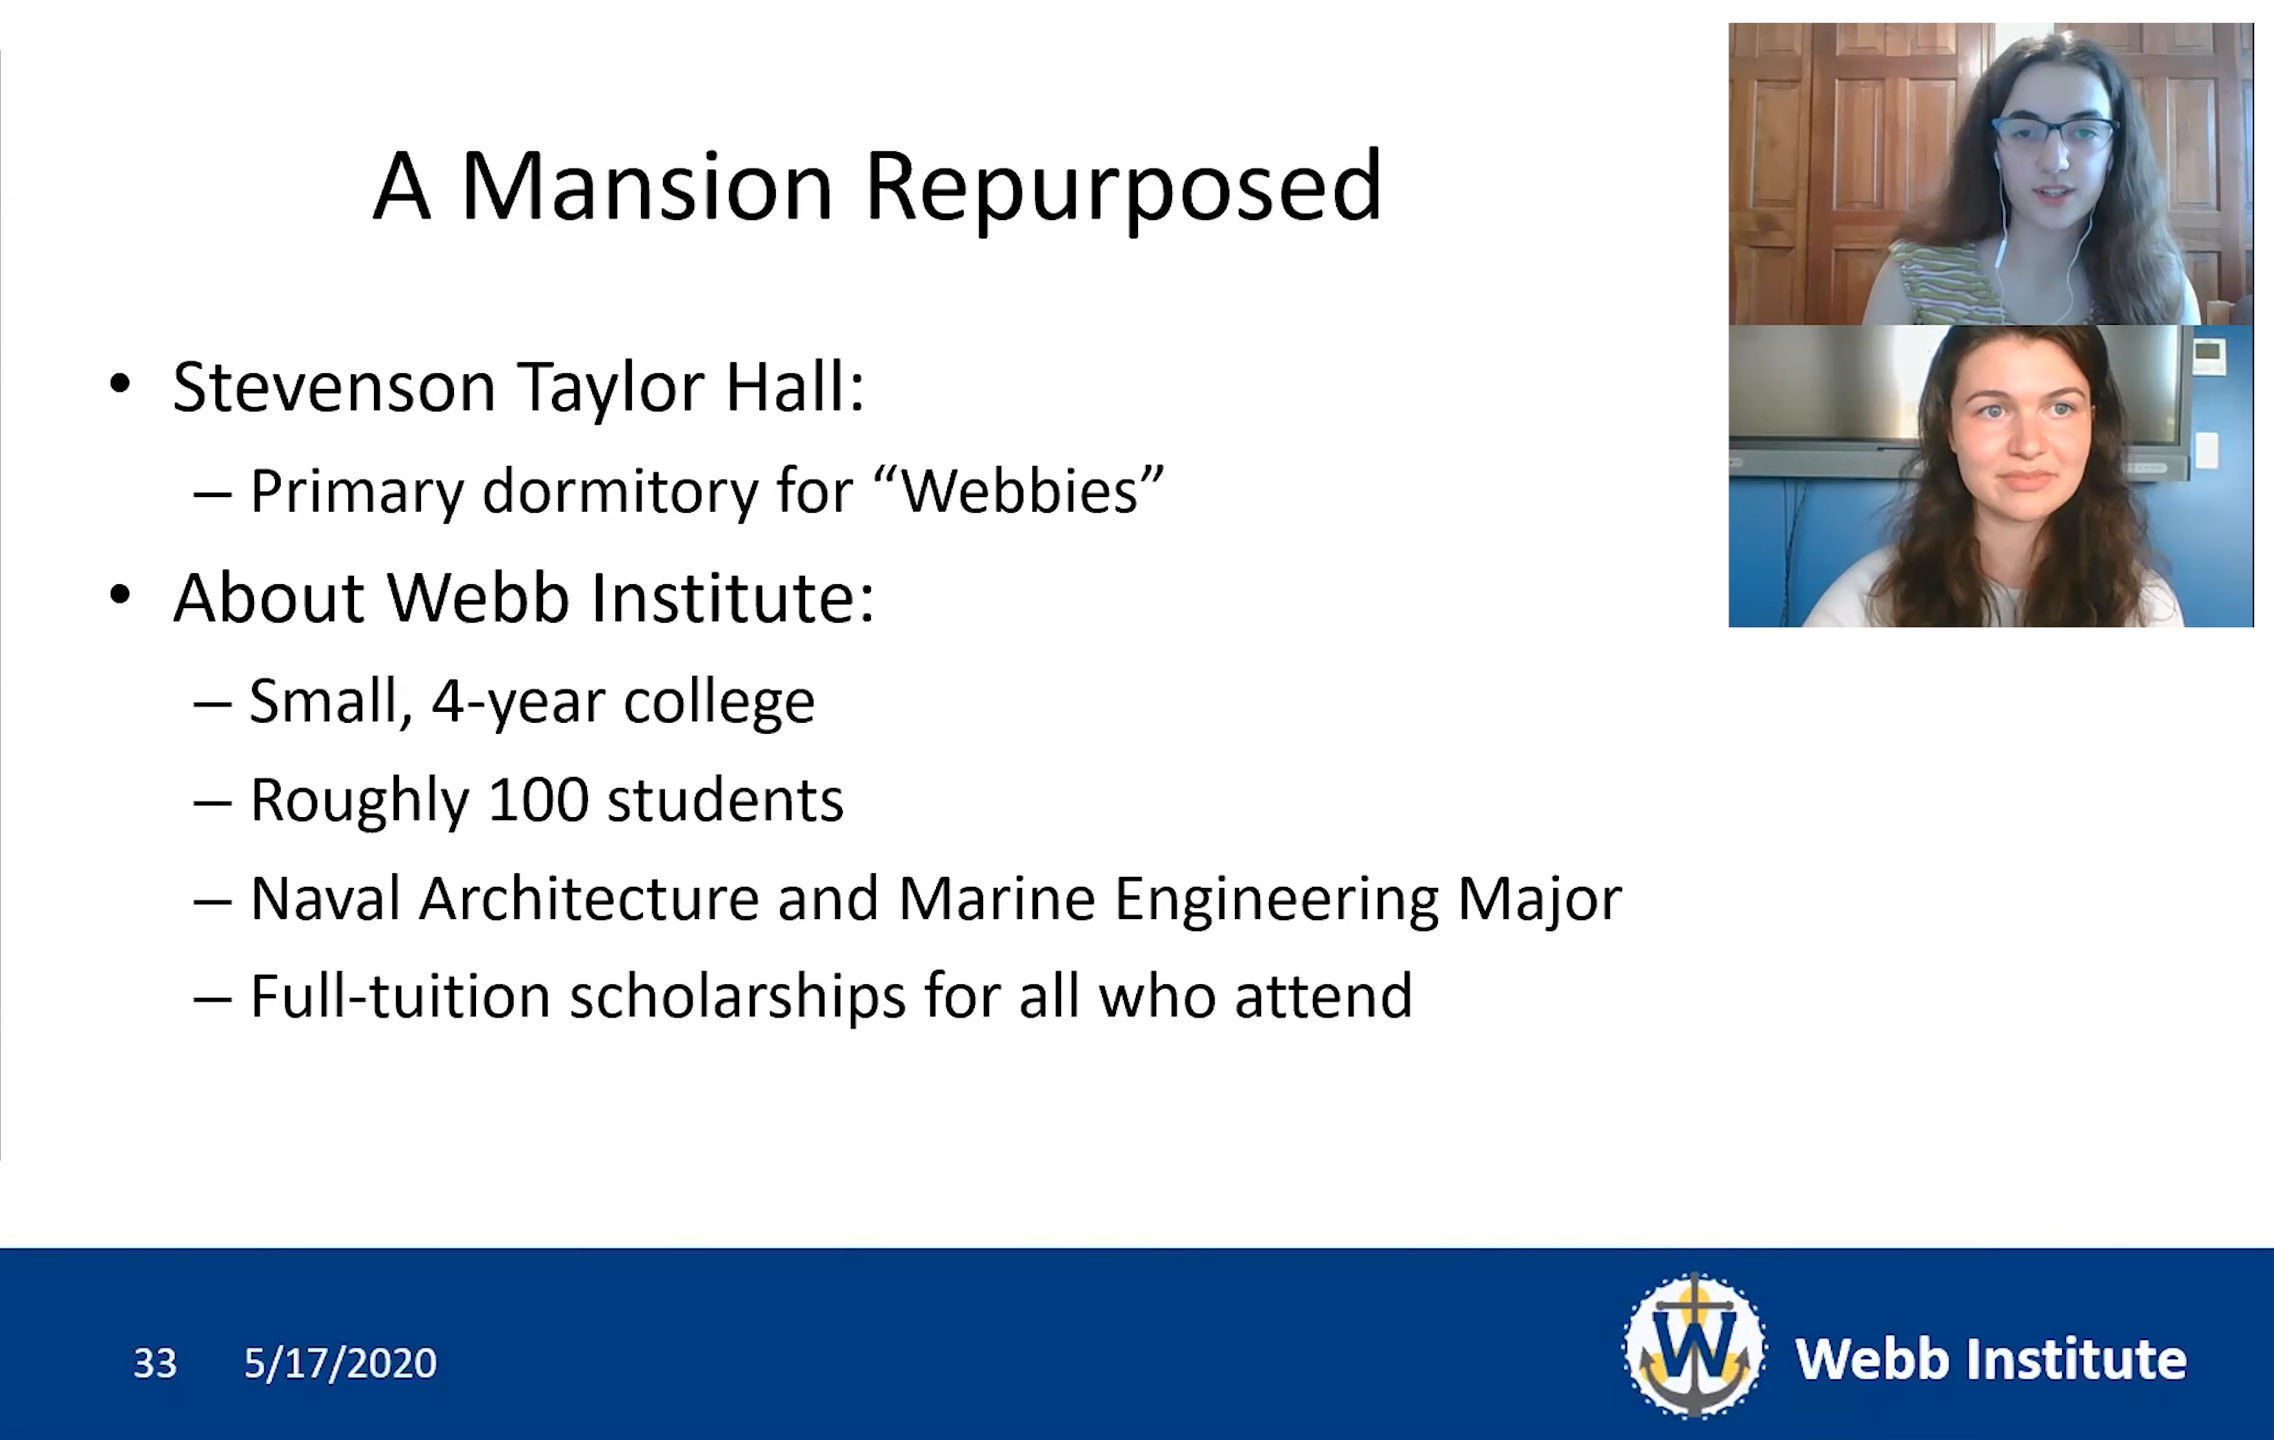 A Mansion Repurposed
• Stevenson Taylor Hall:
– Primary dormitory for “Webbies”
• About Webb Institute:
– Small, 4-year college
– Roughly 100 students
– Naval Architecture and Marine Engineering Major
– Full-tuition scholarships for all who attend
33 5/17/2020
W
Webb Institute